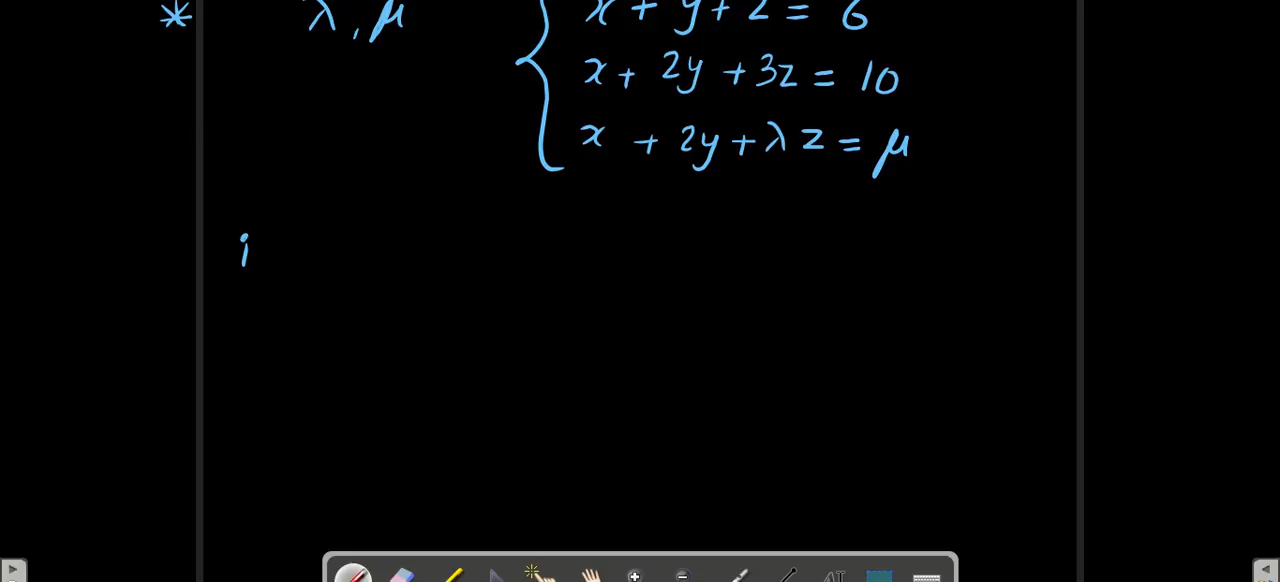 * λ, μ
x + y + z = 6
x + 2y + 3z = 10
x + 2y + λz = μ
i